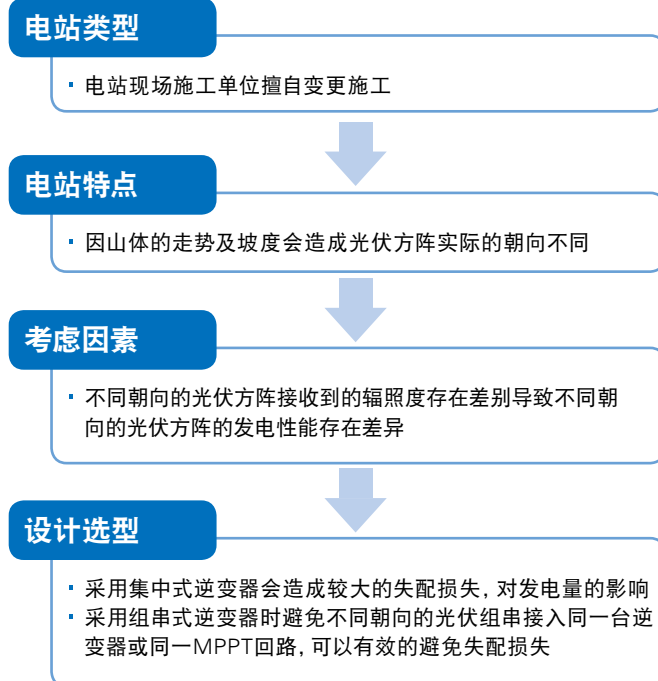 电站类型
▪ 电站现场施工单位擅自变更施工
电站特点
▪ 因山体的走势及坡度会造成光伏方阵实际的朝向不同
考虑因素
▪ 不同朝向的光伏方阵接收到的辐照度存在差别导致不同朝
向的光伏方阵的发电性能存在差异
设计选型
▪ 采用集中式逆变器会造成较大的失配损失，对发电量的影响
▪ 采用组串式逆变器时避免不同朝向的光伏组串接入同一台逆
变器或同一MPPT回路，可以有效的避免失配损失